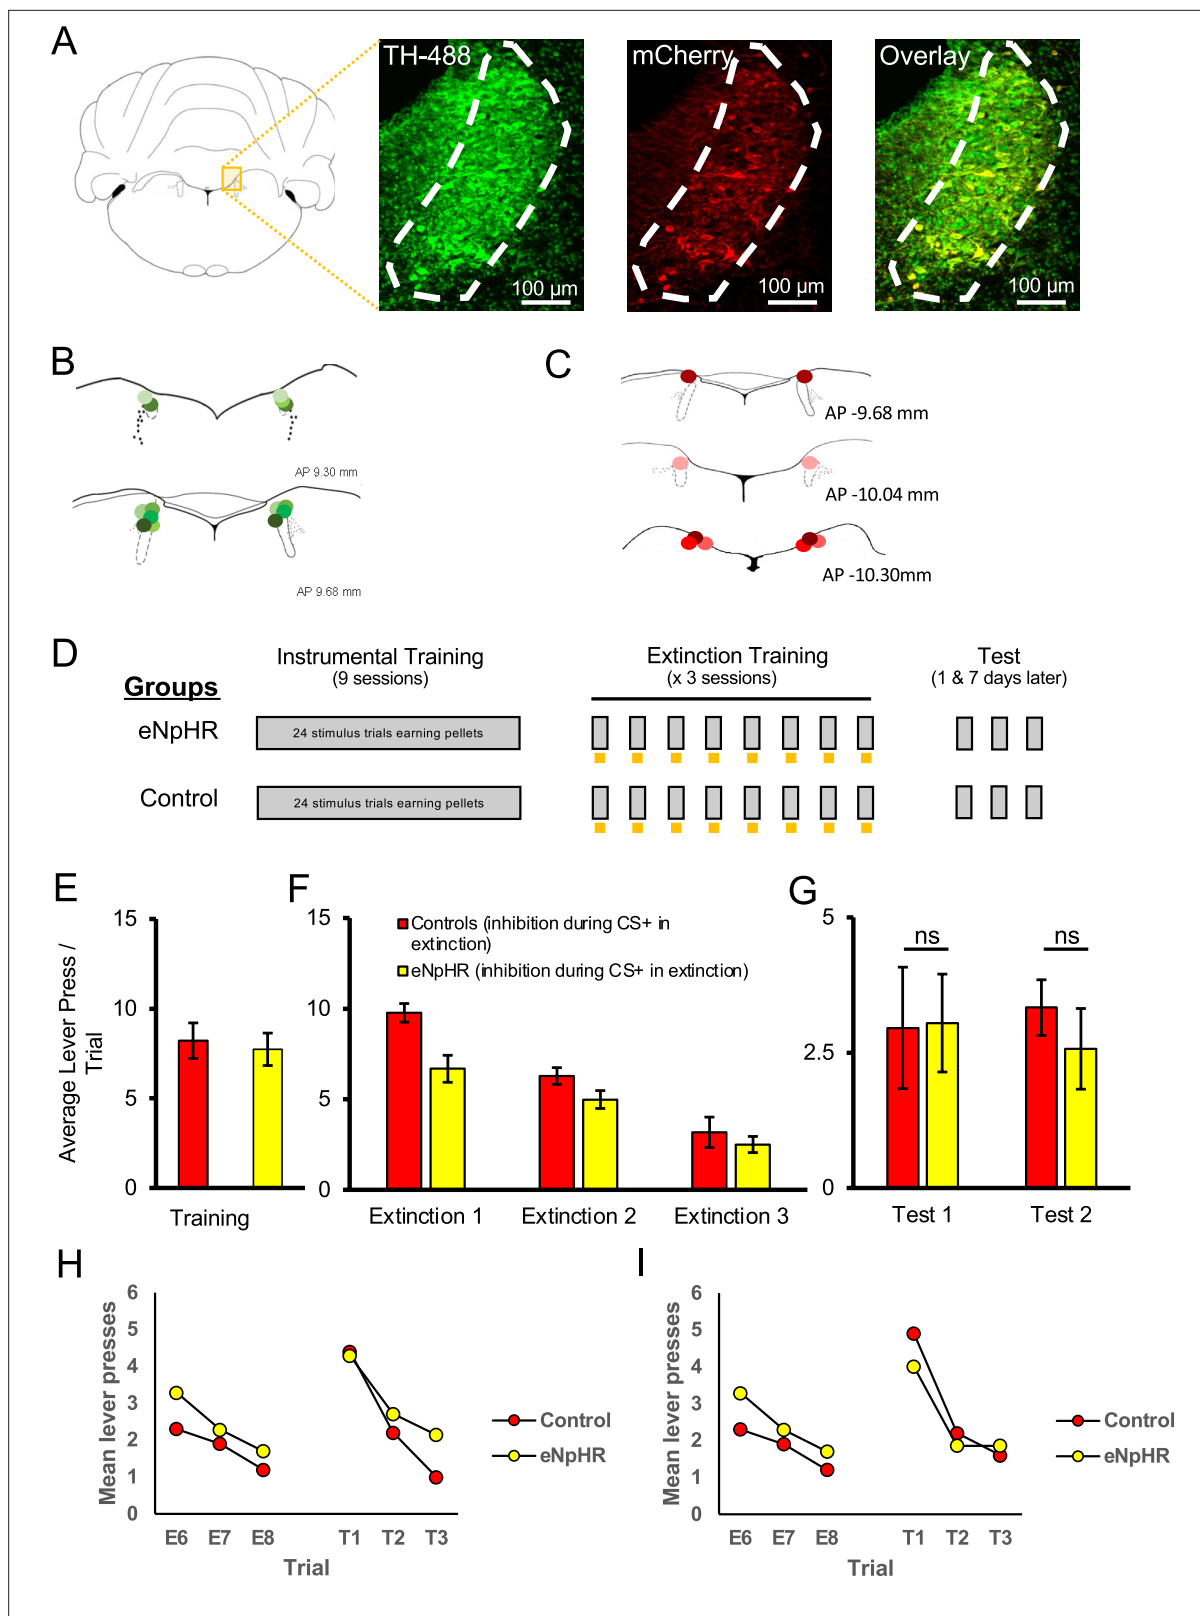 A
TH-488
mCherry
Overlay
100 µm
100 µm
100 µm
B
AP 9.30 mm
AP 9.68 mm
C
AP -9.68 mm
AP -10.04 mm
AP -10.30mm
D
Groups
Instrumental Training
(9 sessions)
Extinction Training
(x 3 sessions)
Test
(1 & 7 days later)
eNpHR
24 stimulus trials earning pellets
Control
24 stimulus trials earning pellets
E
Average Lever Press /
Trial
15
10
5
0
Training
F
15
10
5
0
Controls (inhibition during CS+ in
extinction)
eNpHR (inhibition during CS+ in extinction)
Extinction 1
Extinction 2
Extinction 3
G
5
2.5
0
ns
ns
Test 1
Test 2
H
Mean lever presses
6
5
4
3
2
1
0
E6 E7 E8 T1 T2 T3
Trial
Control
eNpHR
I
Mean lever presses
6
5
4
3
2
1
0
E6 E7 E8 T1 T2 T3
Trial
Control
eNpHR